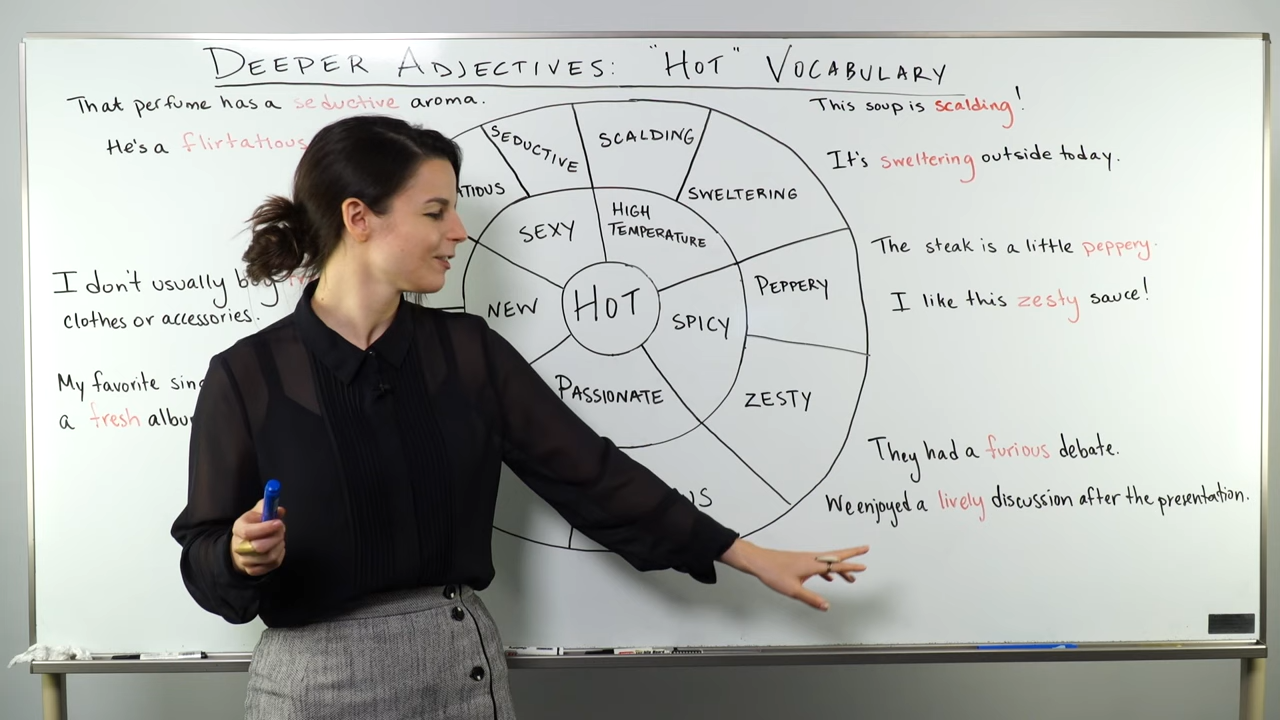 DEEPER ADJECTIVES: "HOT" VOCABULARY
That perfume has a seductive aroma.
He's a flirtatious
I don't usually buy
clothes or accessories.
My favorite
a fresh
SEDUCTIVE
SCALDING
SWELTERING
PEPPERY
ZESTY
SEXY
HIGH
TEMPERATURE
NEW
HOT
SPICY
PASSIONATE
This soup is scalding!
It's sweltering outside today.
The steak is a little peppery.
I like this zesty sauce!
They had a furious debate.
We enjoyed a lively discussion after the presentation.